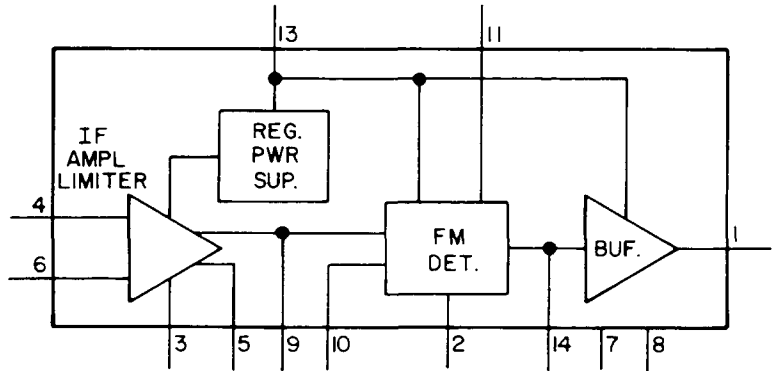 13
11
REG.
PWR
SUP.
IF
AMPL
LIMITER
4
6
FM
DET.
BUF.
1
3
5
9
10
2
14
7
8